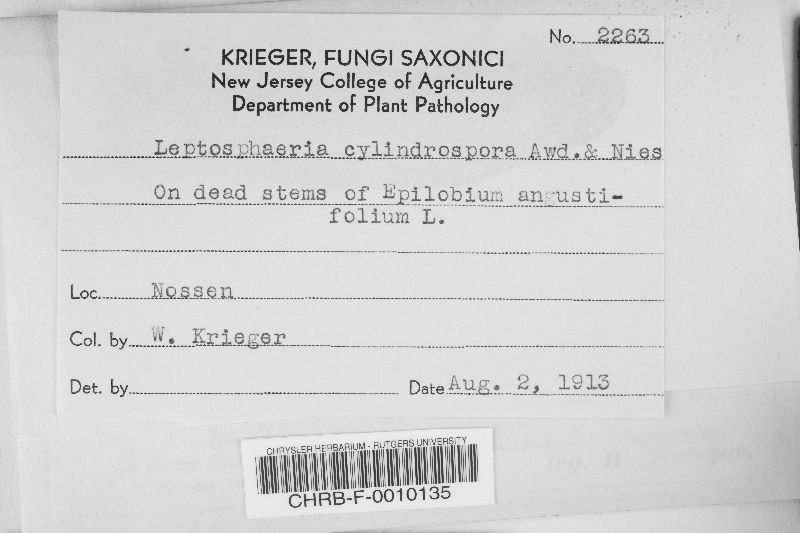 No. 2263
KRIEGER, FUNGI SAXONICI
New Jersey College of Agriculture
Department of Plant Pathology
Leptosphaeria cylindrospora Awd.& Nies
On dead stems of Epilobium angusti-
folium L.
Loc. Nossen
Col. by W. Krieger
Det. by
Date Aug. 2, 1913
CHRYSLER HERBARIUM - RUTGERS UNIVERSITY
CHRB-F-0010135